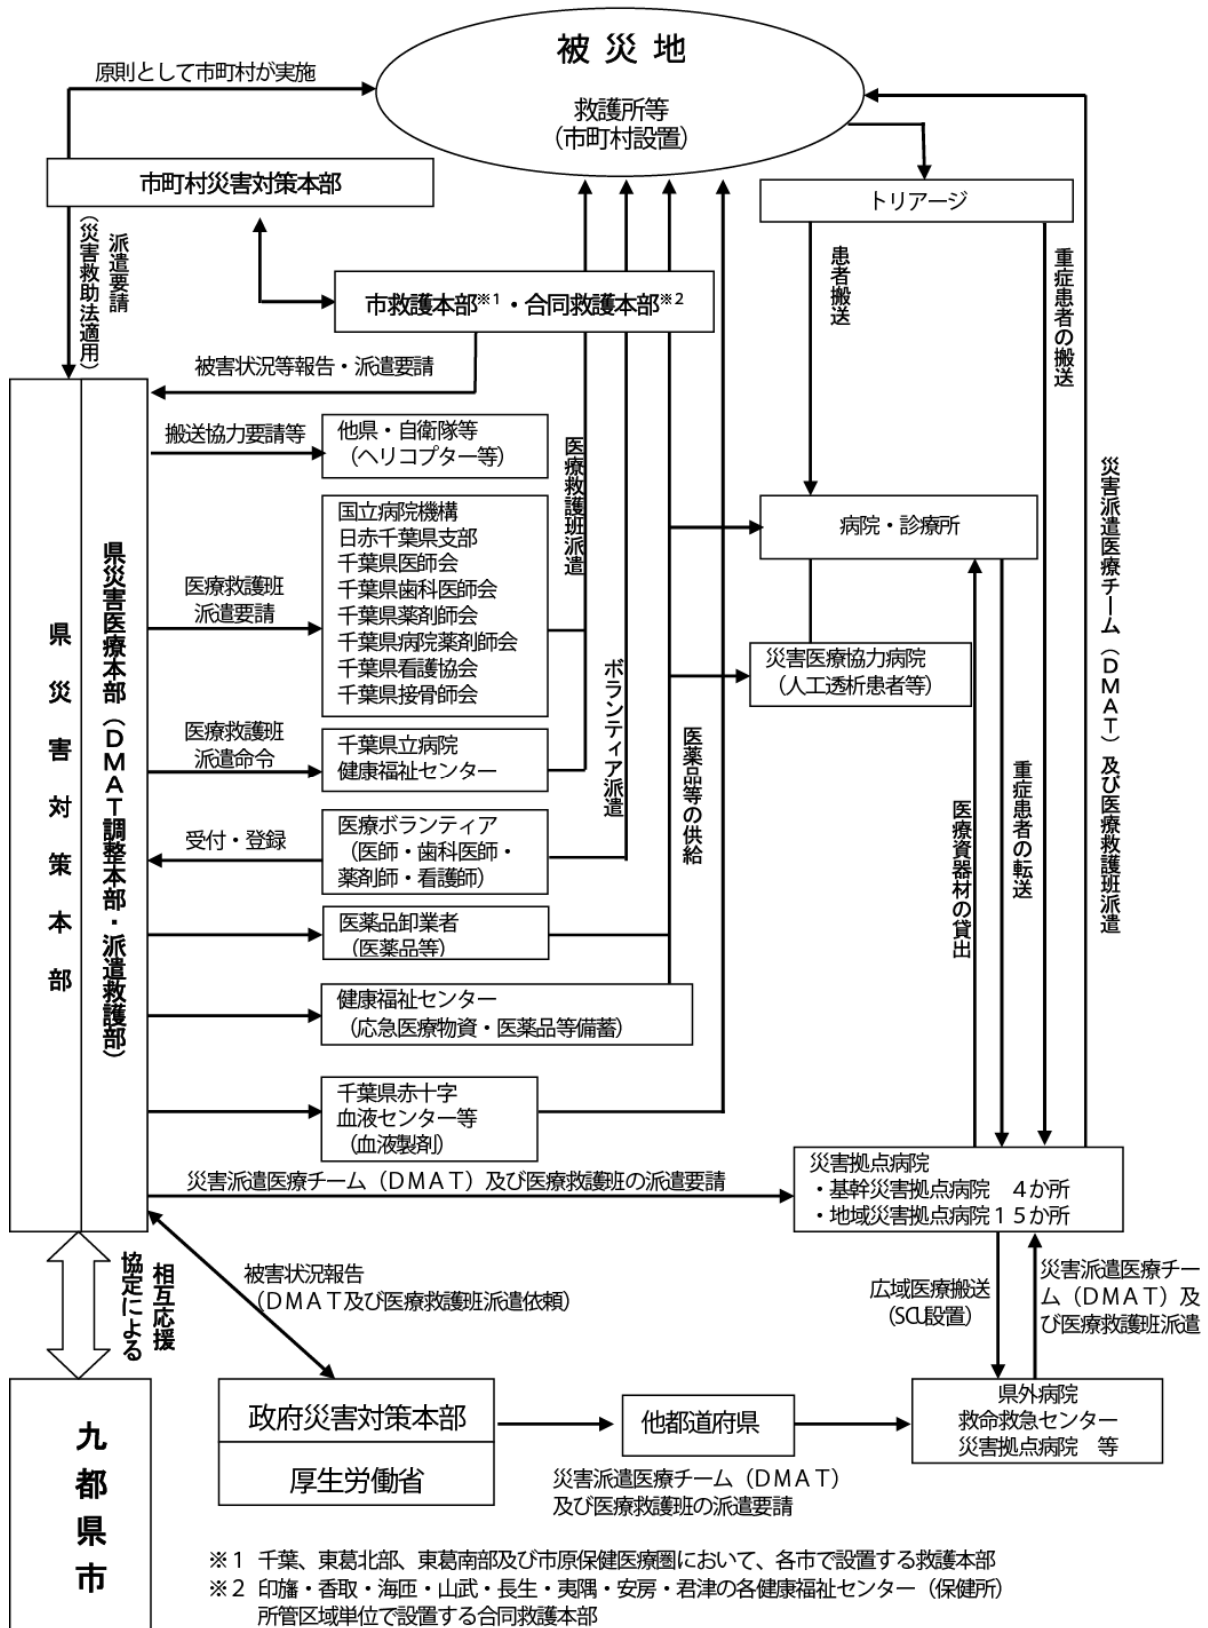 被災地
救護所等
(市町村設置)
原則として市町村が実施
市町村災害対策本部
派遣要請
(災害救助法適用)
市救護本部※1・合同救護本部※2
被害状況等報告・派遣要請
トリアージ
患者搬送
重症患者の搬送
県災害対策本部
県災害医療本部(DMAT調整本部・派遣救護部)
搬送協力要請等
他県・自衛隊等
(ヘリコプター等)
医療救護班
派遣要請
国立病院機構
日赤千葉県支部
千葉県医師会
千葉県歯科医師会
千葉県薬剤師会
千葉県病院薬剤師会
千葉県看護協会
千葉県接骨師会
医療救護班
派遣命令
千葉県立病院
健康福祉センター
受付・登録
医療ボランティア
(医師・歯科医師・
薬剤師・看護師)
医薬品卸業者
(医薬品等)
健康福祉センター
(応急医療物資・医薬品等備蓄)
千葉県赤十字
血液センター等
(血液製剤)
医療救護班派遣
ボランティア派遣
医薬品等の供給
病院・診療所
災害医療協力病院
(人工透析患者等)
医療資器材の貸出
重症患者の転送
災害派遣医療チーム(DMAT)及び医療救護班派遣
災害派遣医療チーム(DMAT)及び医療救護班の派遣要請
災害拠点病院
・基幹災害拠点病院 4か所
・地域災害拠点病院15か所
相互応援
協定による
被害状況報告
(DMAT及び医療救護班派遣依頼)
広域医療搬送
(SCU設置)
災害派遣医療チー
ム(DMAT)及
び医療救護班派遣
九都県市
政府災害対策本部
厚生労働省
他都道府県
災害派遣医療チーム(DMAT)
及び医療救護班の派遣要請
県外病院
救命救急センター
災害拠点病院 等
※1 千葉、東葛北部、東葛南部及び市原保健医療圏において、各市で設置する救護本部
※2 印旛・香取・海匝・山武・長生・夷隅・安房・君津の各健康福祉センター(保健所)
所管区域単位で設置する合同救護本部